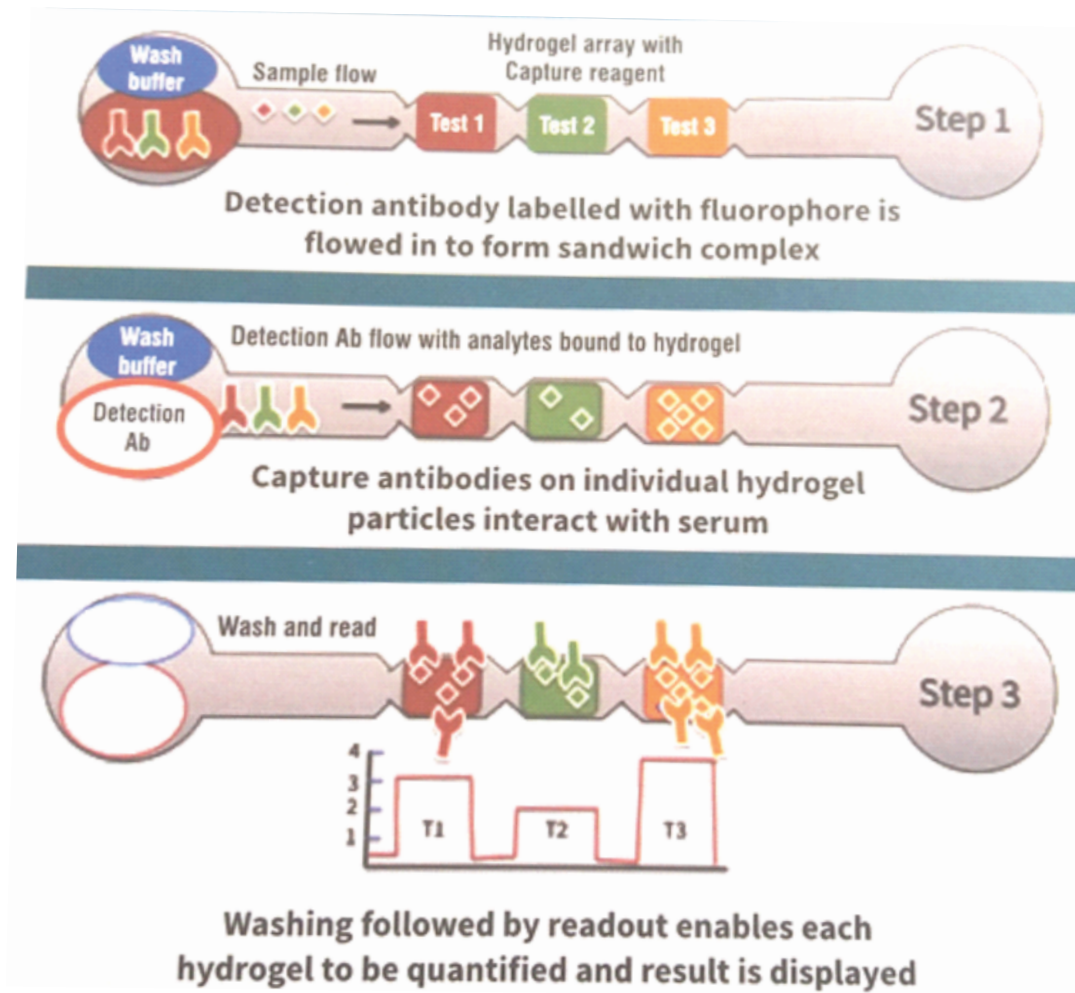 Wash
buffer
Sample flow
Hydrogel array with
Capture reagent
Test 1
Test 2
Test 3
Step 1
Detection antibody labelled with fluorophore is
flowed in to form sandwich complex
Wash
buffer
Detection Ab flow with analytes bound to hydrogel
Detection
Ab
Step 2
Capture antibodies on individual hydrogel
particles interact with serum
Wash and read
Step 3
4
3
2
1
T1
T2
T3
Washing followed by readout enables each
hydrogel to be quantified and result is displayed